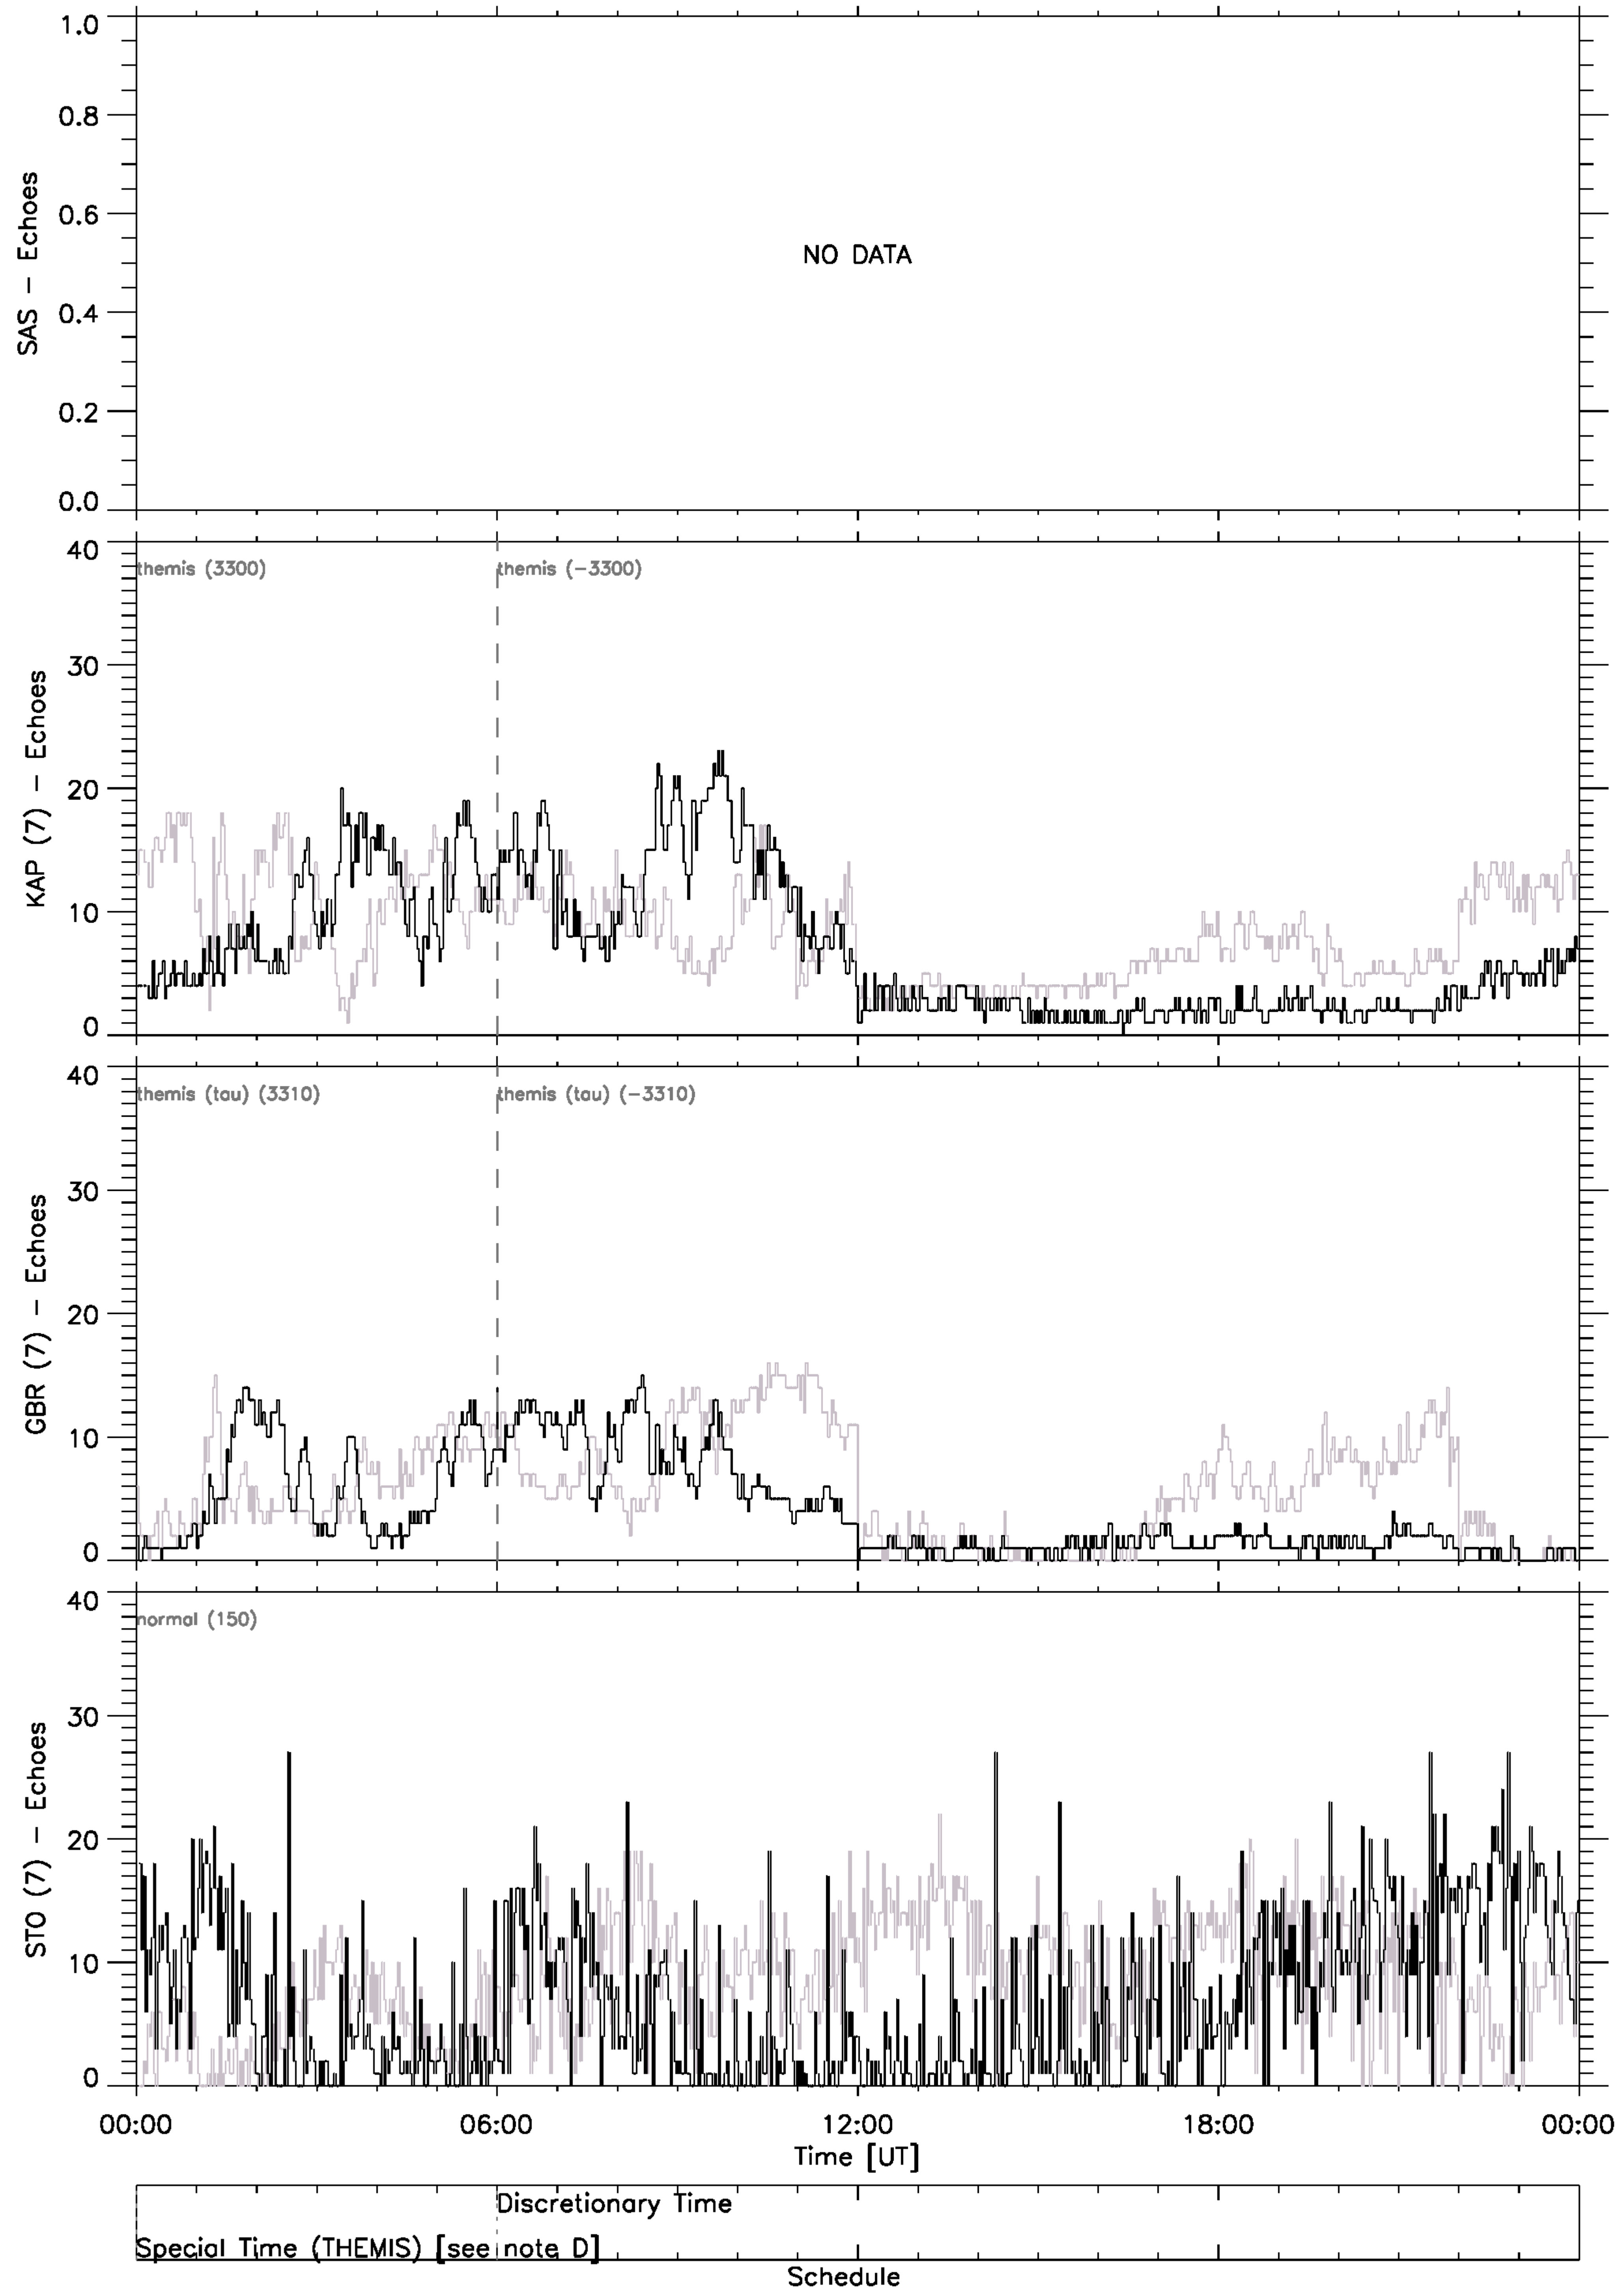 1.0
0.8
0.6
0.4
0.2
0.0
SAS - Echoes
NO DATA
40
30
20
10
0
KAP (7) - Echoes
themis (3300)
themis (-3300)
40
30
20
10
0
GBR (7) - Echoes
themis (tau) (3310)
themis (tau) (-3310)
40
30
20
10
0
STO (7) - Echoes
normal (150)
00:00 06:00 12:00 18:00 00:00
Time [UT]
Discretionary Time
Special Time (THEMIS) [see note D]
Schedule